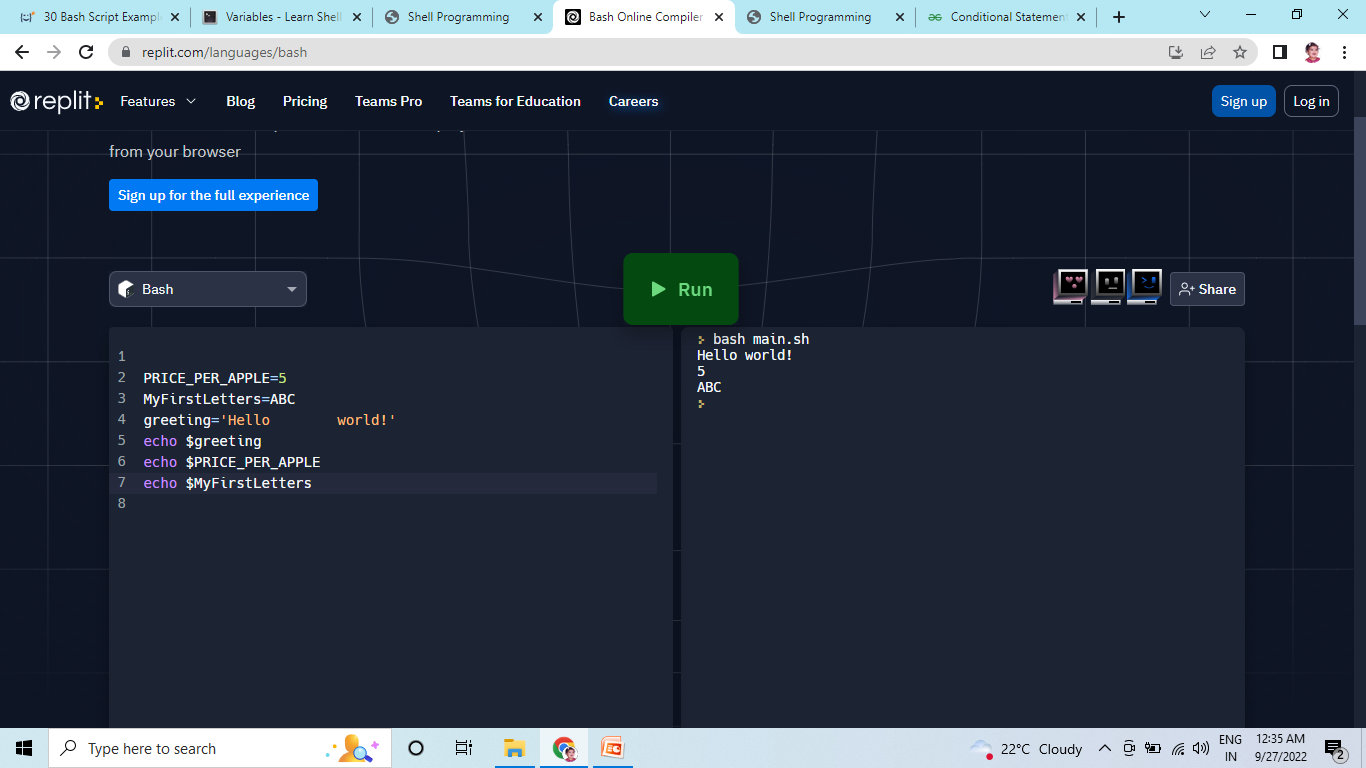 30 Bash Script Exampl
Variables - Learn Shell
Shell Programming
Bash Online Compiler
Shell Programming
Conditional Statement
replit.com/languages/bash
replit
Features
Blog
Pricing
Teams Pro
Teams for Education
Careers
Sign up
Log in
from your browser
Sign up for the full experience
Bash
Run
Share
1
2 PRICE_PER_APPLE=5
3 MyFirstLetters=ABC
4 greeting='Hello        world!'
5 echo $greeting
6 echo $PRICE_PER_APPLE
7 echo $MyFirstLetters
8
bash main.sh
Hello world!
5
ABC
Type here to search
22°C Cloudy
ENG
IN
12:35 AM
9/27/2022
2